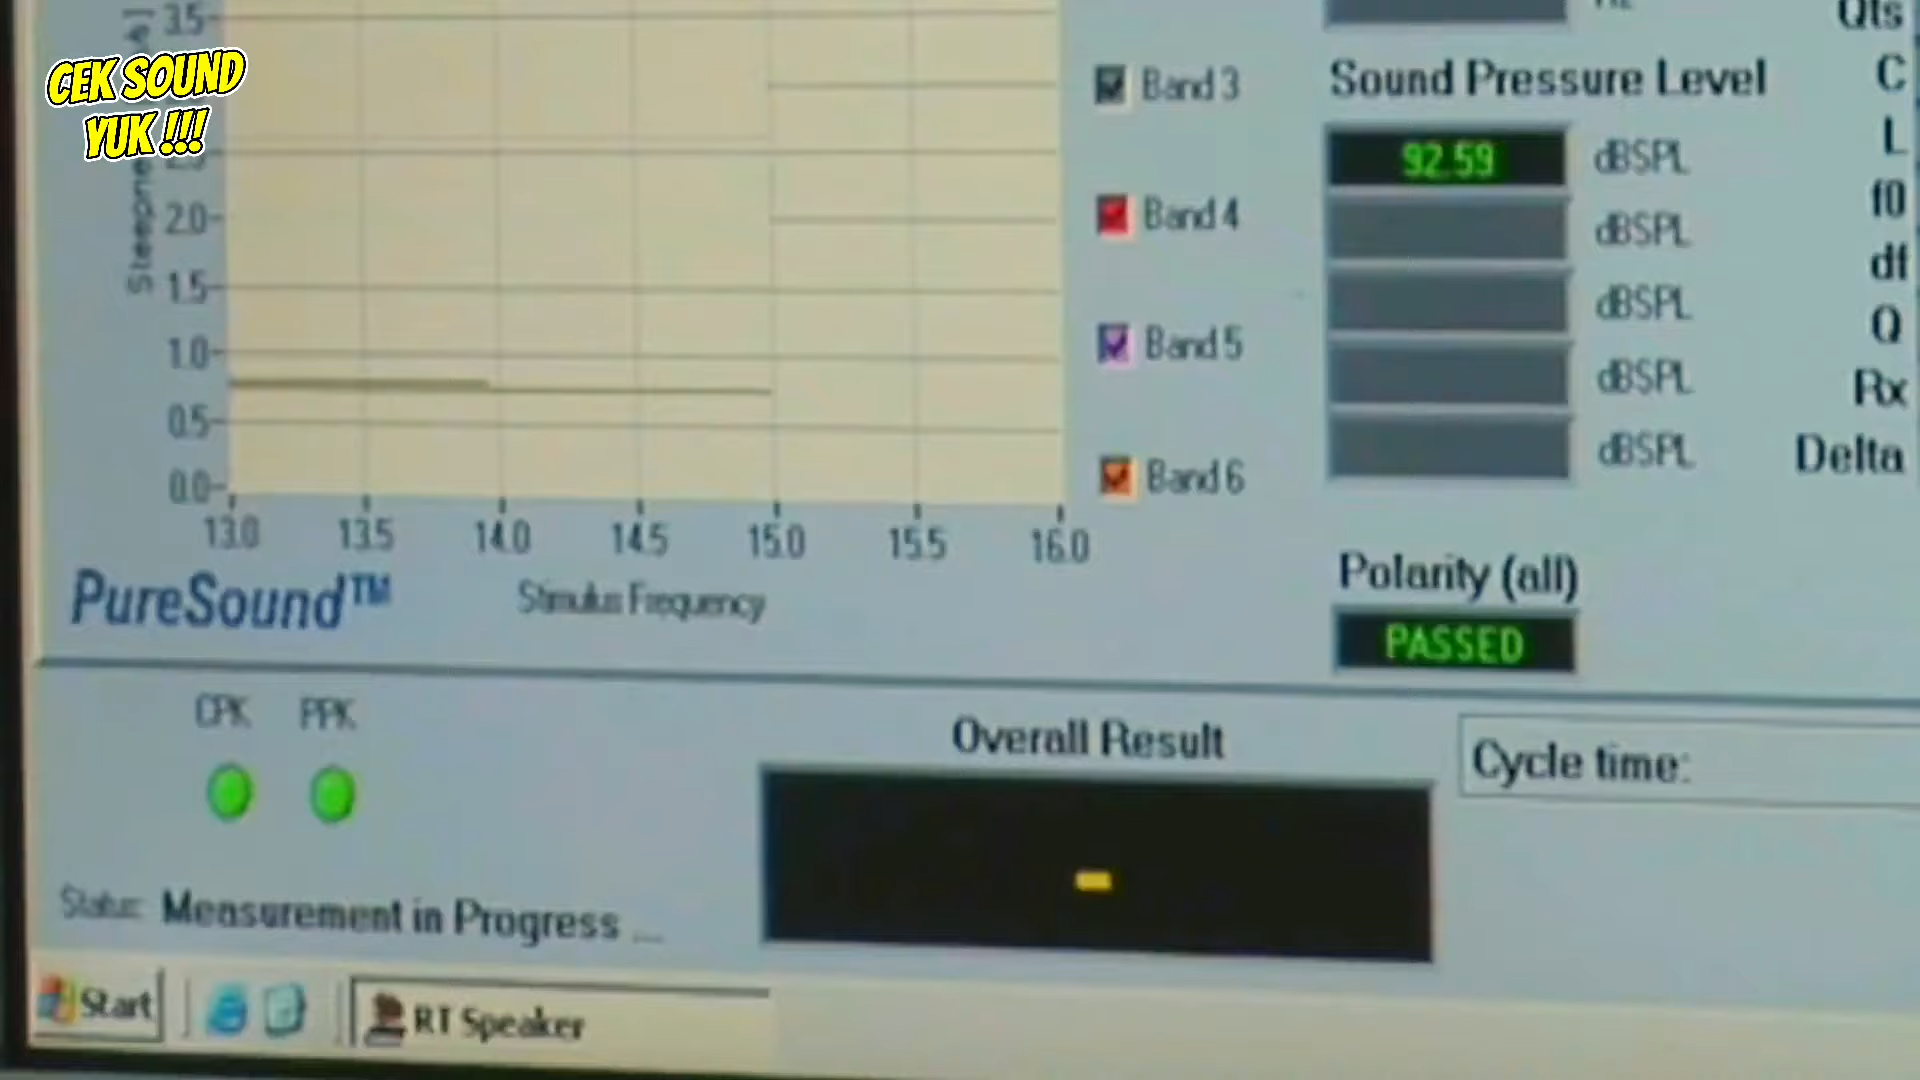 CEK SOUND
YUK !!!
3.5
2.0
1.5
1.0
0.5
0.0
13.0 13.5 14.0 14.5 15.0 15.5 16.0
Stimulus Frequency
PureSound™
Band 3
Band 4
Band 5
Band 6
Hz
Sound Pressure Level
92.59 dBSPL
dBSPL
dBSPL
dBSPL
dBSPL
Polarity (all)
PASSED
Qts
C
L
f0
df
Q
Rx
Delta
CPK PPK
Overall Result
-
Cycle time:
Status: Measurement in Progress ...
Start
RT Speaker